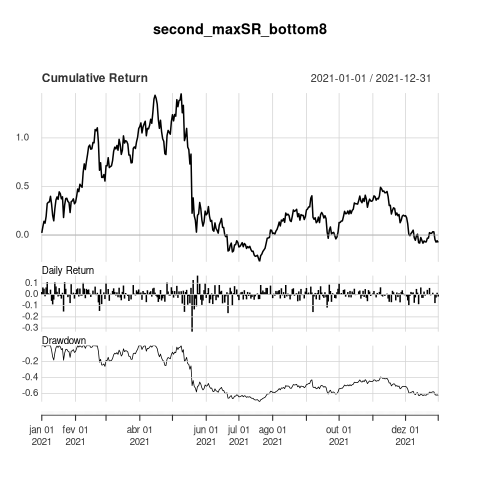 second_maxSR_bottom8
Cumulative Return 2021-01-01 / 2021-12-31
1.0
0.5
0.0
Daily Return
0.1
0.0
-0.1
-0.2
-0.3
Drawdown
-0.2
-0.4
-0.6
jan 01 fev 01 abr 01 jun 01 jul 01 ago 01 out 01 dez 01
2021 2021 2021 2021 2021 2021 2021 2021